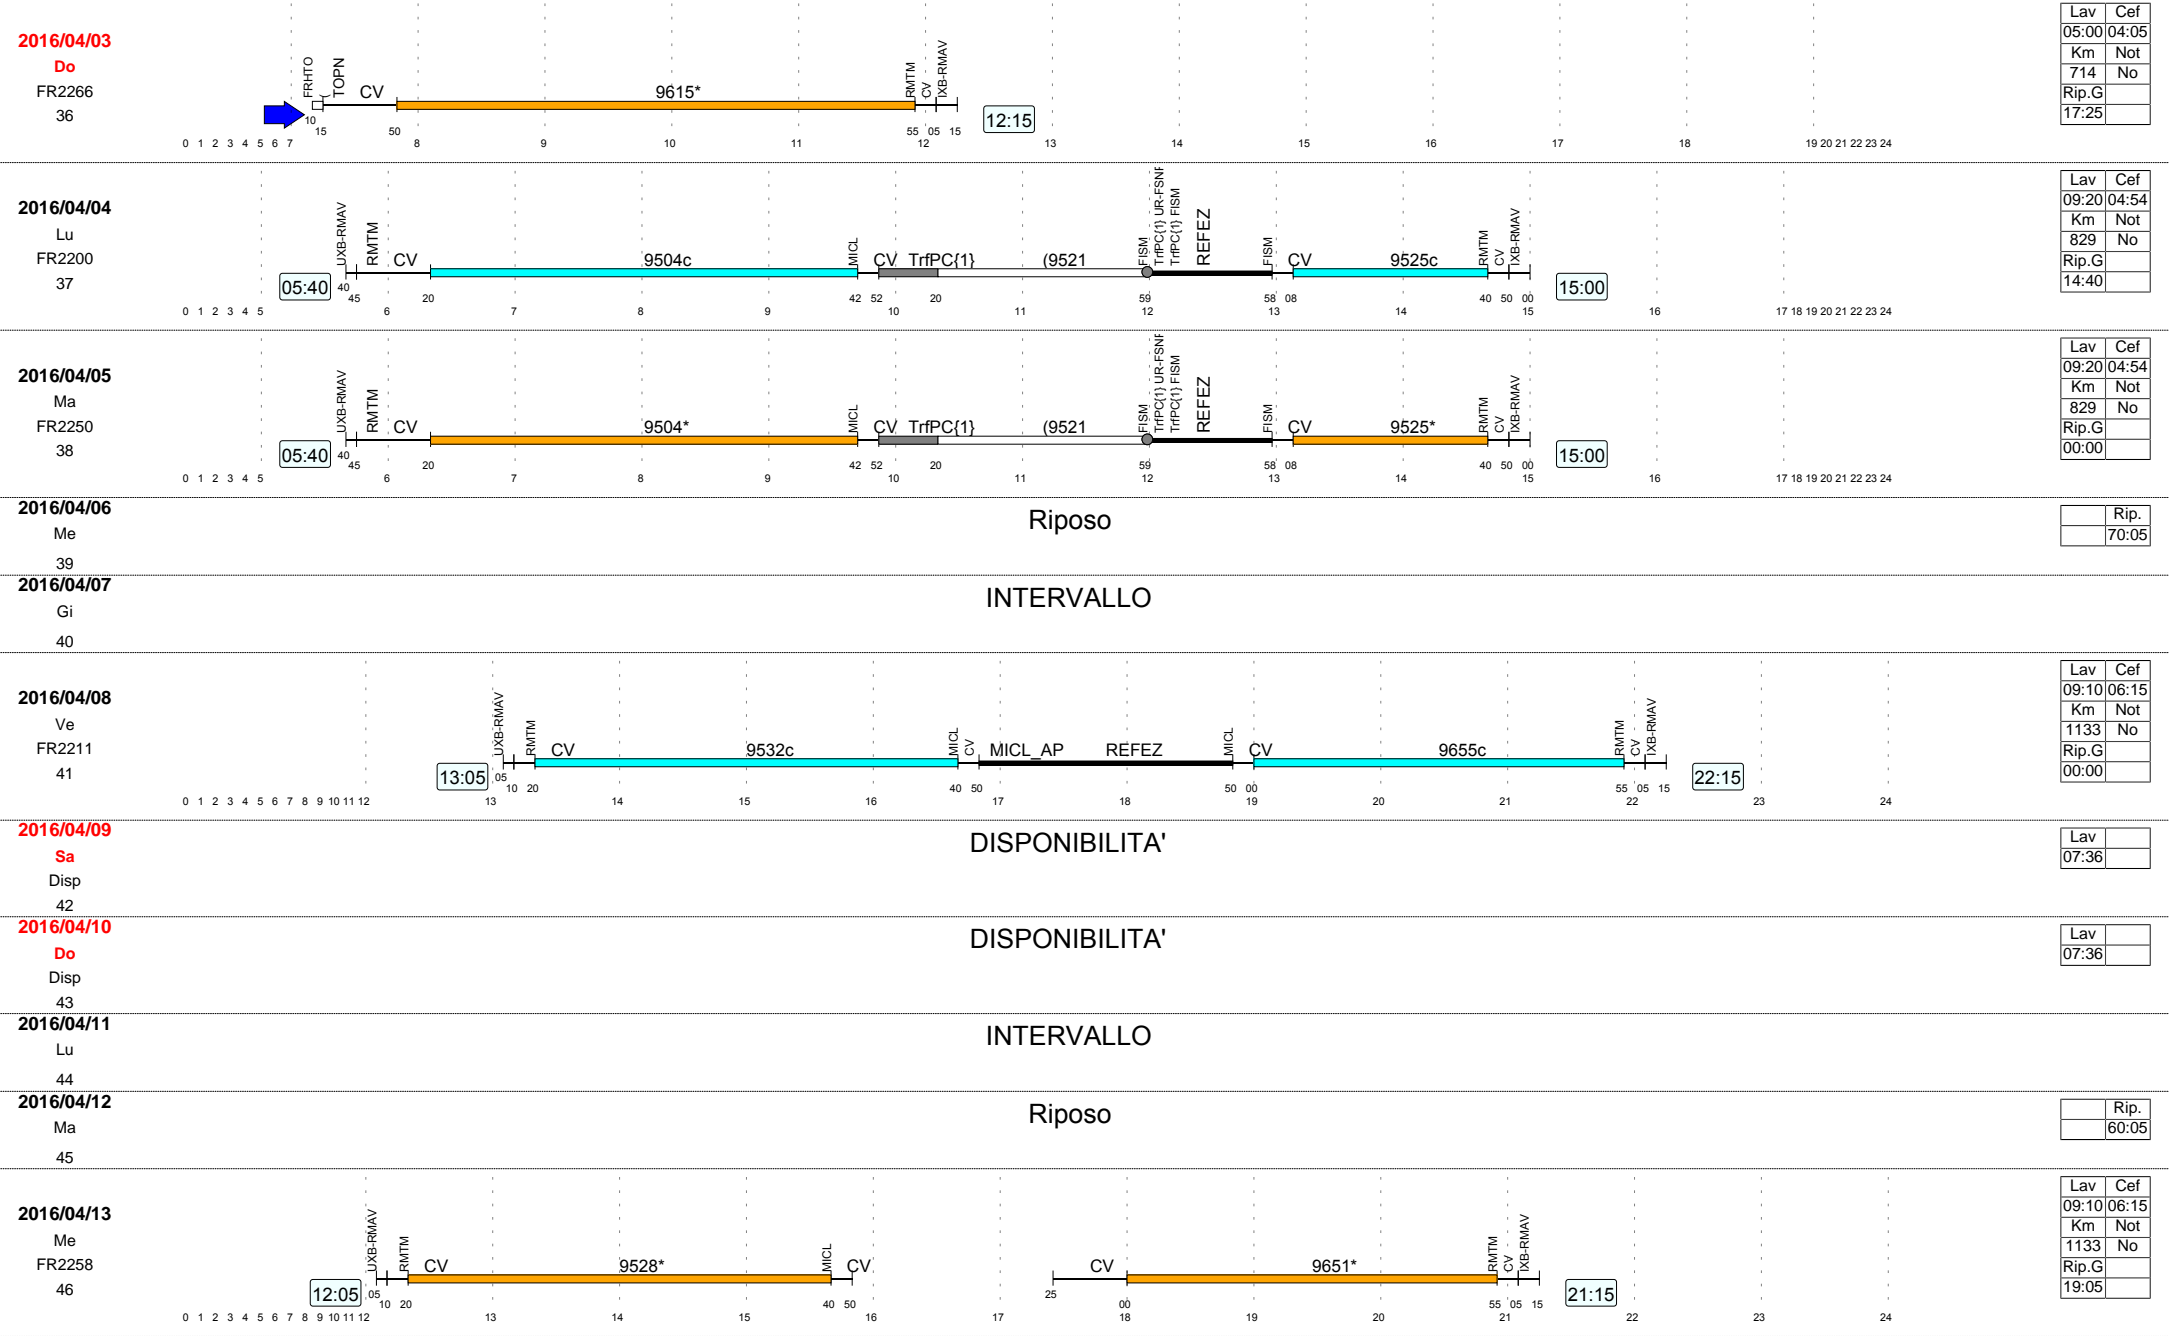 2016/04/03
Do
FR2266
36
FRHTO
(
TOPN
CV
9615*
RMTM
CV
IXB-RMAV
10
15
50
55 05 15
12:15
0 1 2 3 4 5 6 7 8 9 10 11 12 13 14 15 16 17 18 19 20 21 22 23 24
Lav Cef
05:00 04:05
Km Not
714 No
Rip.G
17:25
2016/04/04
Lu
FR2200
37
05:40
UXB-RMAV
RMTM
CV
9504c
MICL
CV
TrfPC{1}
(9521
FISM
TrfPC{1} UR-FSNF
TrfPC{1} FISM
REFEZ
FISM
CV
9525c
RMTM
CV
IXB-RMAV
40
45
20
42 52 20 59 58 08 40 50 00
15:00
0 1 2 3 4 5 6 7 8 9 10 11 12 13 14 15 16 17 18 19 20 21 22 23 24
Lav Cef
09:20 04:54
Km Not
829 No
Rip.G
14:40
2016/04/05
Ma
FR2250
38
05:40
UXB-RMAV
RMTM
CV
9504*
MICL
CV
TrfPC{1}
(9521
FISM
TrfPC{1} UR-FSNF
TrfPC{1} FISM
REFEZ
FISM
CV
9525*
RMTM
CV
IXB-RMAV
40
45
20
42 52 20 59 58 08 40 50 00
15:00
0 1 2 3 4 5 6 7 8 9 10 11 12 13 14 15 16 17 18 19 20 21 22 23 24
Lav Cef
09:20 04:54
Km Not
829 No
Rip.G
00:00
2016/04/06
Me
39
Riposo
Rip.
70:05
2016/04/07
Gi
40
INTERVALLO
2016/04/08
Ve
FR2211
41
13:05
UXB-RMAV
RMTM
CV
9532c
MICL
CV
MICL_AP
REFEZ
MICL
CV
9655c
RMTM
CV
IXB-RMAV
05
10 20
40 50 50 00 55 05 15
22:15
0 1 2 3 4 5 6 7 8 9 10 11 12 13 14 15 16 17 18 19 20 21 22 23 24
Lav Cef
09:10 06:15
Km Not
1133 No
Rip.G
00:00
2016/04/09
Sa
Disp
42
DISPONIBILITA'
Lav
07:36
2016/04/10
Do
Disp
43
DISPONIBILITA'
Lav
07:36
2016/04/11
Lu
44
INTERVALLO
2016/04/12
Ma
45
Riposo
Rip.
60:05
2016/04/13
Me
FR2258
46
12:05
UXB-RMAV
RMTM
CV
9528*
MICL
CV
CV
9651*
RMTM
CV
IXB-RMAV
05
10 20
40 50 25 00 55 05 15
21:15
0 1 2 3 4 5 6 7 8 9 10 11 12 13 14 15 16 17 18 19 20 21 22 23 24
Lav Cef
09:10 06:15
Km Not
1133 No
Rip.G
19:05